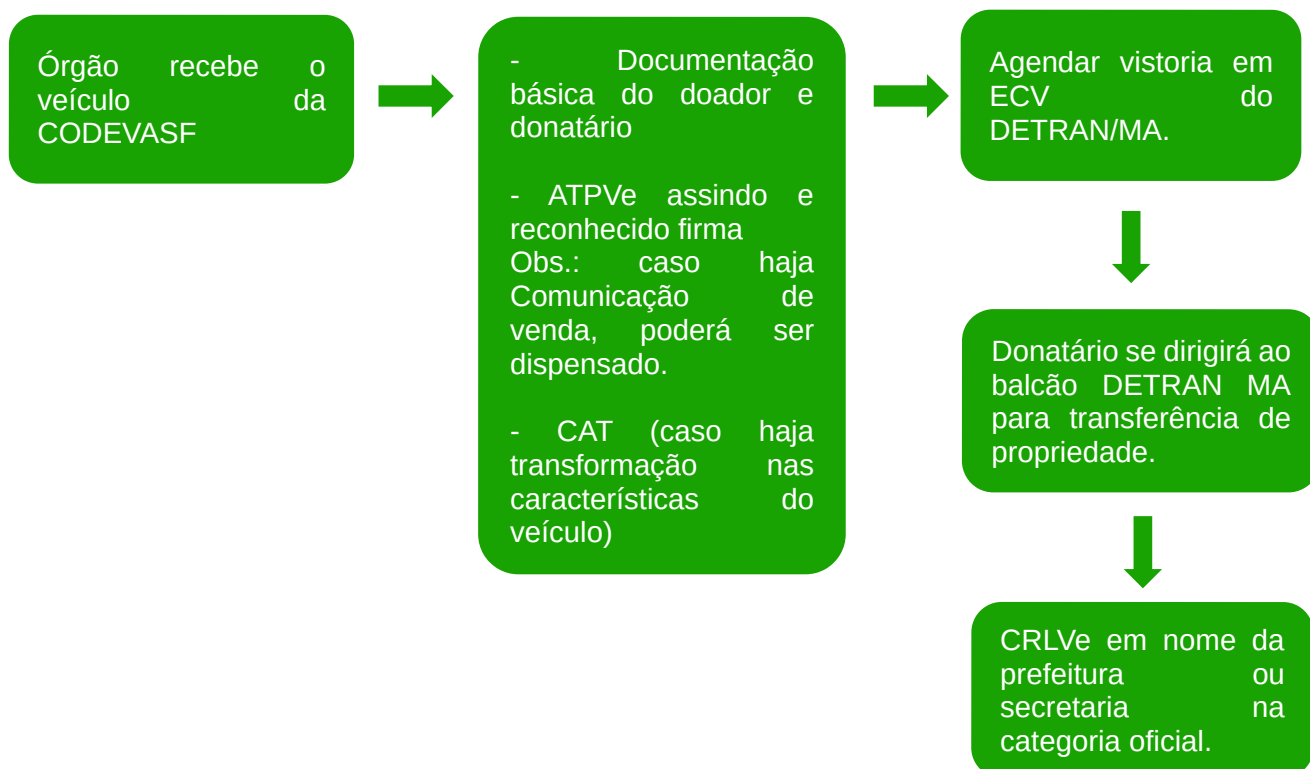 Órgão recebe o
veículo da
CODEVASF
- Documentação
básica do doador e
donatário
- ATPVe assindo e
reconhecido firma
Obs.: caso haja
Comunicação de
venda, poderá ser
dispensado.
- CAT (caso haja
transformação nas
características do
veículo)
Agendar vistoria em
ECV do
DETRAN/MA.
Donatário se dirigirá ao
balcão DETRAN MA
para transferência de
propriedade.
CRLVe em nome da
prefeitura ou
secretaria na
categoria oficial.